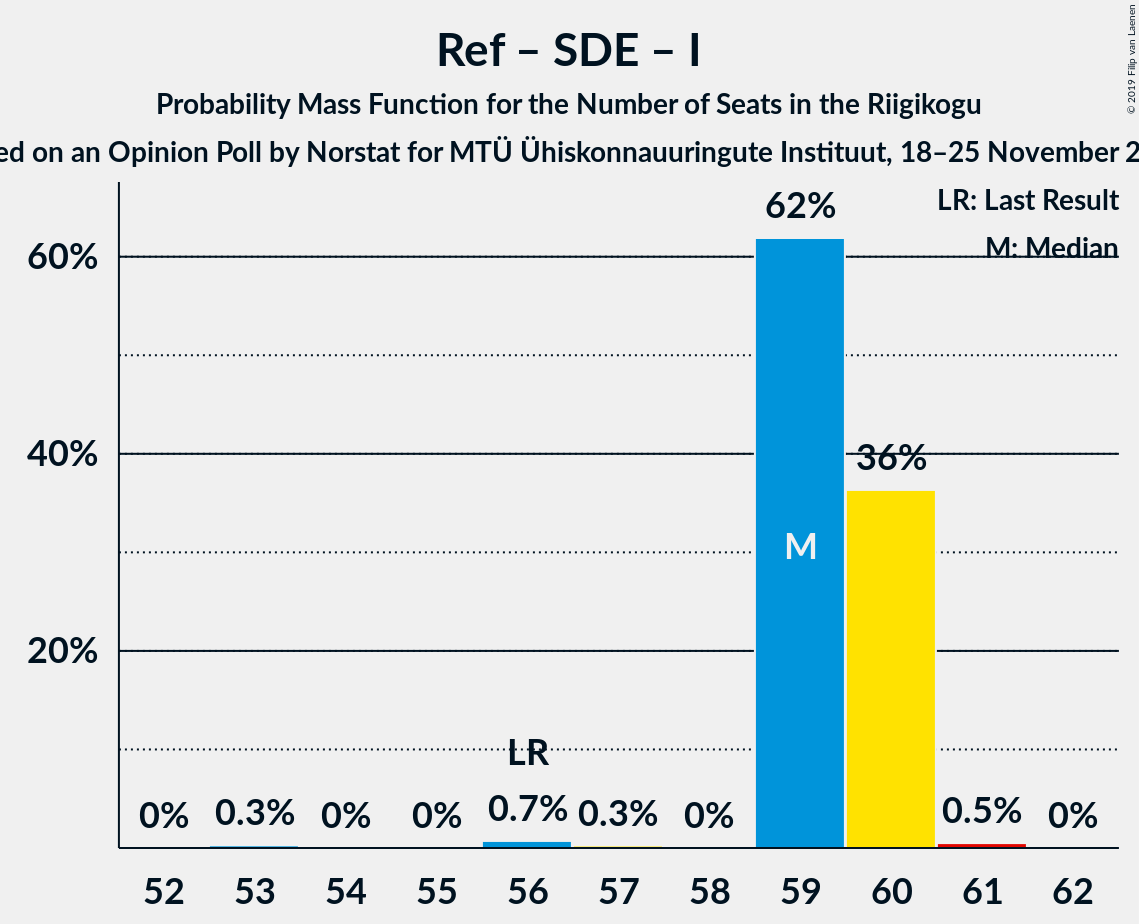 Ref – SDE – I
Probability Mass Function for the Number of Seats in the Riigikogu
ed on an Opinion Poll by Norstat for MTÜ Ühiskonnauuringute Instituut, 18–25 November 2
© 2019 Filip van Laenen
LR: Last Result
M: Median
60%
40%
20%
0%
0.3%
0%
0%
LR
0.7%
0.3%
0%
62%
M
36%
0.5%
0%
52 53 54 55 56 57 58 59 60 61 62